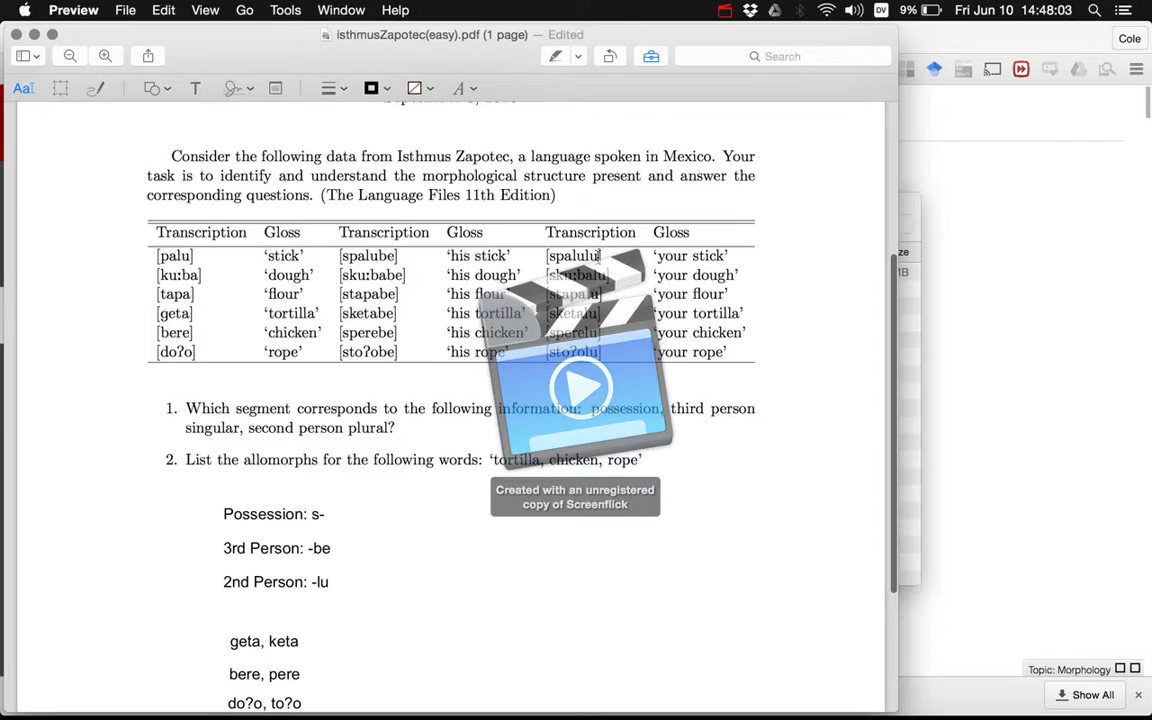 Preview File Edit View Go Tools Window Help
9% Fri Jun 10 14:48:03
isthmusZapotec(easy).pdf (1 page) — Edited
Cole
Search
Consider the following data from Isthmus Zapotec, a language spoken in Mexico. Your
task is to identify and understand the morphological structure present and answer the
corresponding questions. (The Language Files 11th Edition)
Transcription Gloss Transcription Gloss Transcription Gloss
[palu] ‘stick’ [spalube] ‘his stick’ [spalulu] ‘your stick’
[ku:ba] ‘dough’ [sku:babe] ‘his dough’ [sku:balu] ‘your dough’
[tapa] ‘flour’ [stapabe] ‘his flour’ [stapalu] ‘your flour’
[geta] ‘tortilla’ [sketabe] ‘his tortilla’ [sketalu] ‘your tortilla’
[bere] ‘chicken’ [sperebe] ‘his chicken’ [sperelu] ‘your chicken’
[do?o] ‘rope’ [sto?obe] ‘his rope’ [sto?olu] ‘your rope’
1. Which segment corresponds to the following information: possession, third person
singular, second person plural?
2. List the allomorphs for the following words: ‘tortilla, chicken, rope’
Created with an unregistered
copy of Screenflick
Possession: s-
3rd Person: -be
2nd Person: -lu
geta, keta
bere, pere
do?o, to?o
ze
MB
Topic: Morphology
Show All